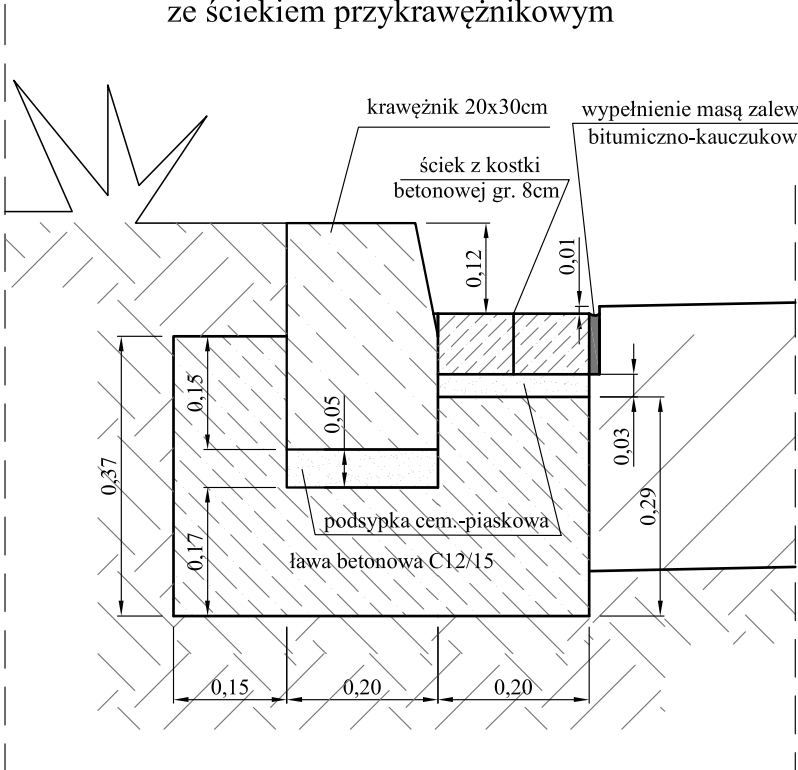 ze ściekiem przykrawężnikowym
krawężnik 20x30cm
wypełnienie masą zalew
bitumiczno-kauczukow
ściek z kostki
betonowej gr. 8cm
0,12
0,01
0,15
0,05
0,03
0,37
0,29
0,17
podsypka cem.-piaskowa
ława betonowa C12/15
0,15
0,20
0,20